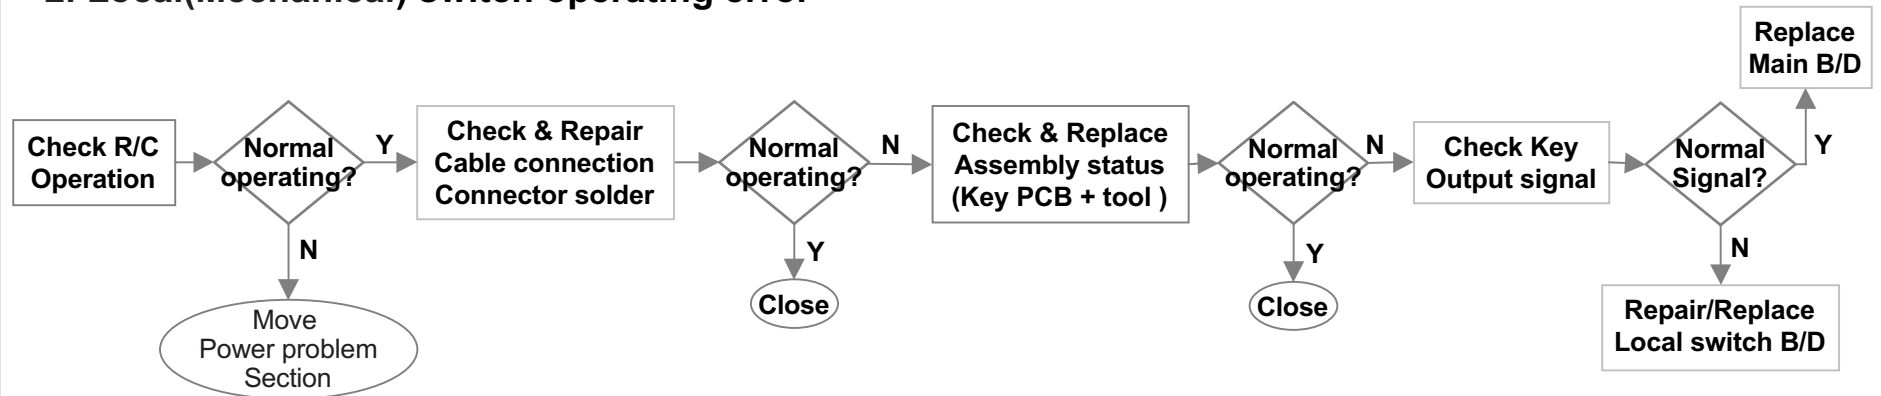 Check R/C
Operation
Normal
operating?
Y
N
Move
Power problem
Section
Check & Repair
Cable connection
Connector solder
Normal
operating?
N
Y
Close
Check & Replace
Assembly status
(Key PCB + tool )
Normal
operating?
N
Y
Close
Check Key
Output signal
Normal
Signal?
Y
Replace
Main B/D
N
Repair/Replace
Local switch B/D